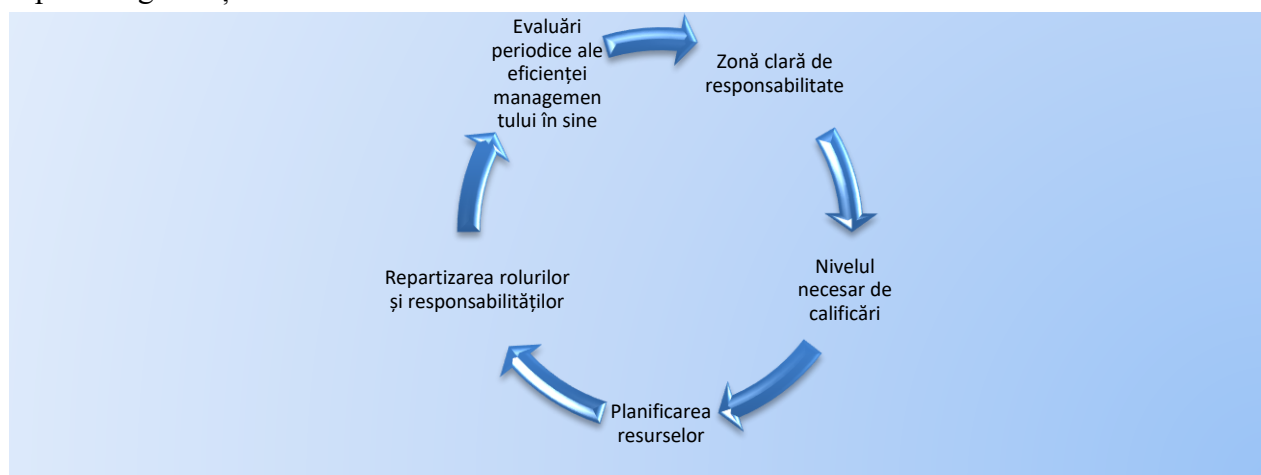 Evaluări
periodice ale
eficienței
managemen
tului în sine
Zonă clară de
responsabilitate
Nivelul
necesar de
calificări
Planificarea
resurselor
Repartizarea rolurilor
și responsabilităților